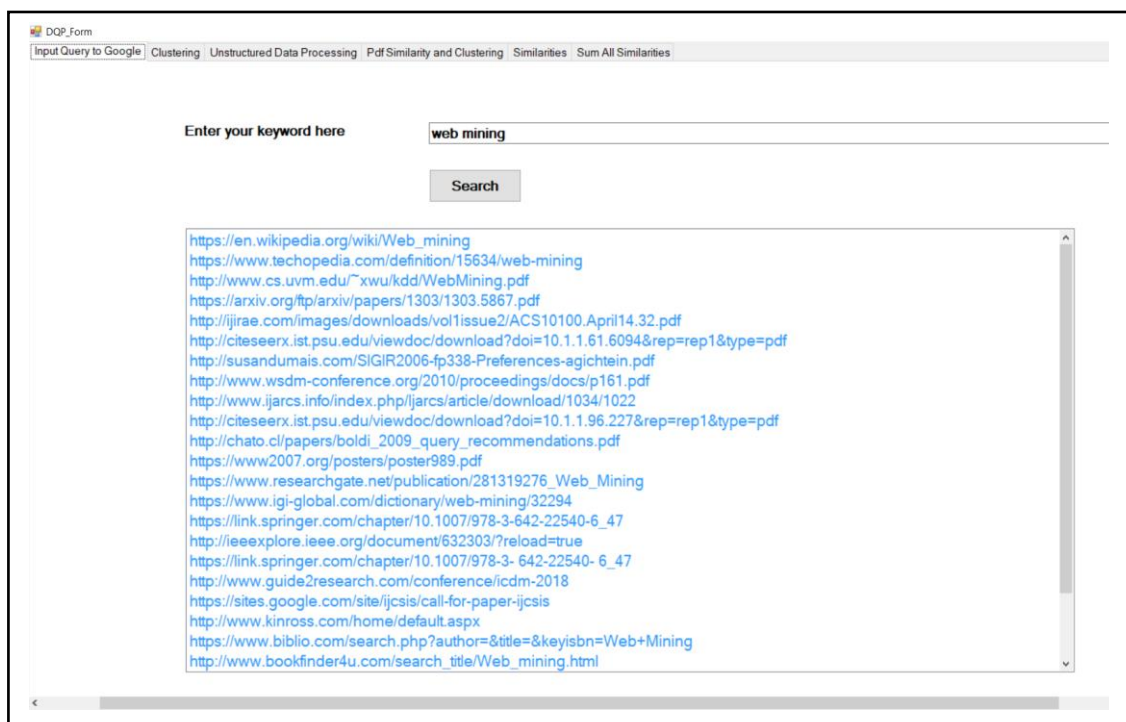 DQP_Form
Input Query to Google Clustering Unstructured Data Processing Pdf Similarity and Clustering Similarities Sum All Similarities
Enter your keyword here web mining
Search
https://en.wikipedia.org/wiki/Web_mining
https://www.techopedia.com/definition/15634/web-mining
http://www.cs.uvm.edu/~xwu/kdd/WebMining.pdf
https://arxiv.org/ftp/arxiv/papers/1303/1303.5867.pdf
http://ijirae.com/images/downloads/vol1issue2/ACS10100.April14.32.pdf
http://citeseerx.ist.psu.edu/viewdoc/download?doi=10.1.1.61.6094&rep=rep1&type=pdf
http://susandumais.com/SIGIR2006-fp338-Preferences-agichtein.pdf
http://www.wsdm-conference.org/2010/proceedings/docs/p161.pdf
http://www.ijarcs.info/index.php/Ijarcs/article/download/1034/1022
http://citeseerx.ist.psu.edu/viewdoc/download?doi=10.1.1.96.227&rep=rep1&type=pdf
http://chato.cl/papers/boldi_2009_query_recommendations.pdf
https://www2007.org/posters/poster989.pdf
https://www.researchgate.net/publication/281319276_Web_Mining
https://www.igi-global.com/dictionary/web-mining/32294
https://link.springer.com/chapter/10.1007/978-3-642-22540-6_47
http://ieeexplore.ieee.org/document/632303/?reload=true
https://link.springer.com/chapter/10.1007/978-3- 642-22540- 6_47
http://www.guide2research.com/conference/icdm-2018
https://sites.google.com/site/ijcsis/call-for-paper-ijcsis
http://www.kinross.com/home/default.aspx
https://www.biblio.com/search.php?author=&title=&keyisbn=Web+Mining
http://www.bookfinder4u.com/search_title/Web_mining.html